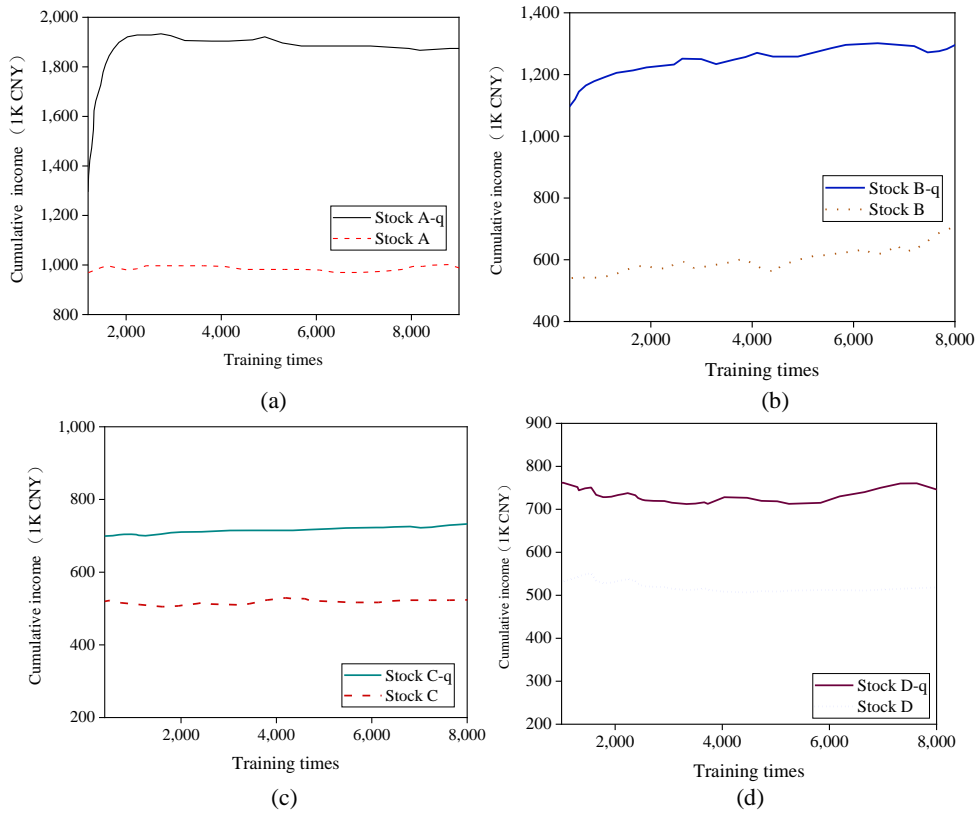 2,000
1,800
1,600
1,400
1,200
1,000
800
Cumulative income（1K CNY）
Stock A-q
Stock A
2,000
4,000
6,000
8,000
Training times
(a)
1,400
1,200
1,000
800
600
400
Cumulative income（1K CNY）
Stock B-q
Stock B
2,000
4,000
6,000
8,000
Training times
(b)
1,000
800
600
400
200
Cumulative income（1K CNY）
Stock C-q
Stock C
2,000
4,000
6,000
8,000
Training times
(c)
900
800
700
600
500
400
300
200
Cumulative income（1K CNY）
Stock D-q
Stock D
2,000
4,000
6,000
8,000
Training times
(d)